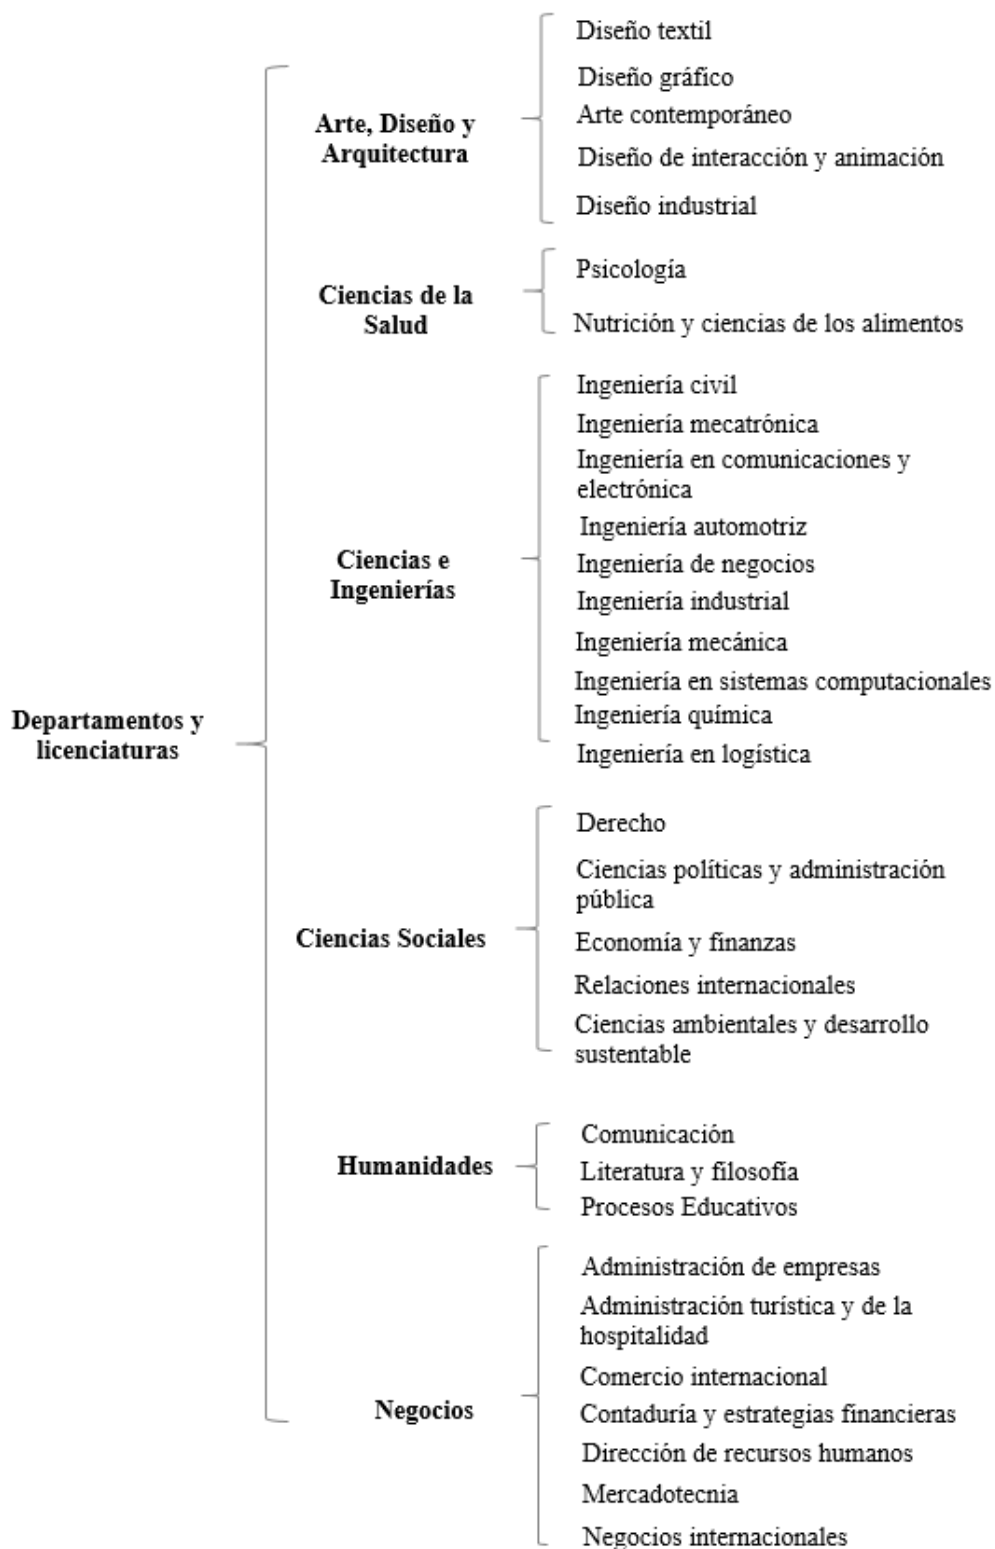 Departamentos y
licenciaturas
Arte, Diseño y
Arquitectura
Diseño textil
Diseño gráfico
Arte contemporáneo
Diseño de interacción y animación
Diseño industrial
Ciencias de la
Salud
Psicología
Nutrición y ciencias de los alimentos
Ciencias e
Ingenierías
Ingeniería civil
Ingeniería mecatrónica
Ingeniería en comunicaciones y
electrónica
Ingeniería automotriz
Ingeniería de negocios
Ingeniería industrial
Ingeniería mecánica
Ingeniería en sistemas computacionales
Ingeniería química
Ingeniería en logística
Ciencias Sociales
Derecho
Ciencias políticas y administración
pública
Economía y finanzas
Relaciones internacionales
Ciencias ambientales y desarrollo
sustentable
Humanidades
Comunicación
Literatura y filosofía
Procesos Educativos
Negocios
Administración de empresas
Administración turística y de la
hospitalidad
Comercio internacional
Contaduría y estrategias financieras
Dirección de recursos humanos
Mercadotecnia
Negocios internacionales